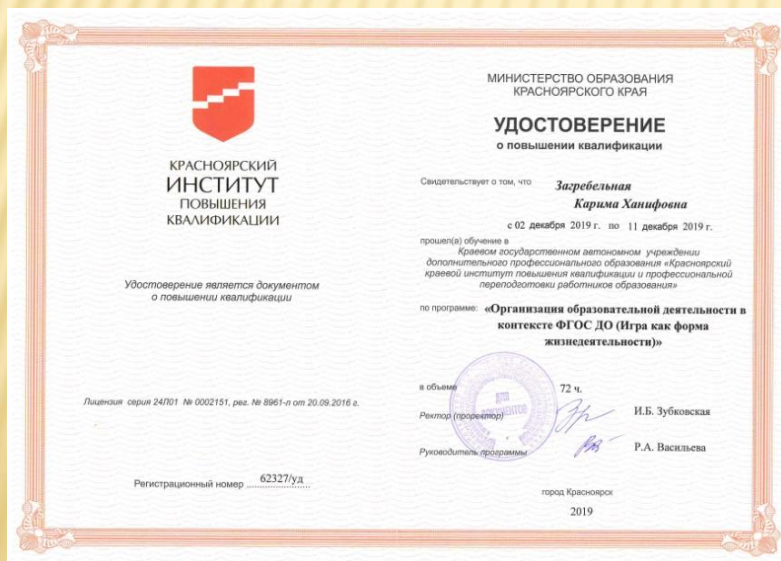 КРАСНОЯРСКИЙ
ИНСТИТУТ
ПОВЫШЕНИЯ
КВАЛИФИКАЦИИ
Удостоверение является документом
о повышении квалификации
Лицензия серия 24Л01 № 0002151, рег. № 8961-л от 20.09.2016 г.
Регистрационный номер 62327/уд
МИНИСТЕРСТВО ОБРАЗОВАНИЯ
КРАСНОЯРСКОГО КРАЯ
УДОСТОВЕРЕНИЕ
о повышении квалификации
Свидетельствует о том, что Загребельная
Карима Ханифовна
с 02 декабря 2019 г. по 11 декабря 2019 г.
прошел(а) обучение в
Краевом государственном автономном учреждении
дополнительного профессионального образования «Красноярский
краевой институт повышения квалификации и профессиональной
переподготовки работников образования»
по программе: «Организация образовательной деятельности в
контексте ФГОС ДО (Игра как форма
жизнедеятельности)»
в объеме 72 ч.
ДЛЯ
ДОКУМЕНТОВ
Ректор (проректор) И.Б. Зубковская
Руководитель программы Р.А. Васильева
город Красноярск
2019